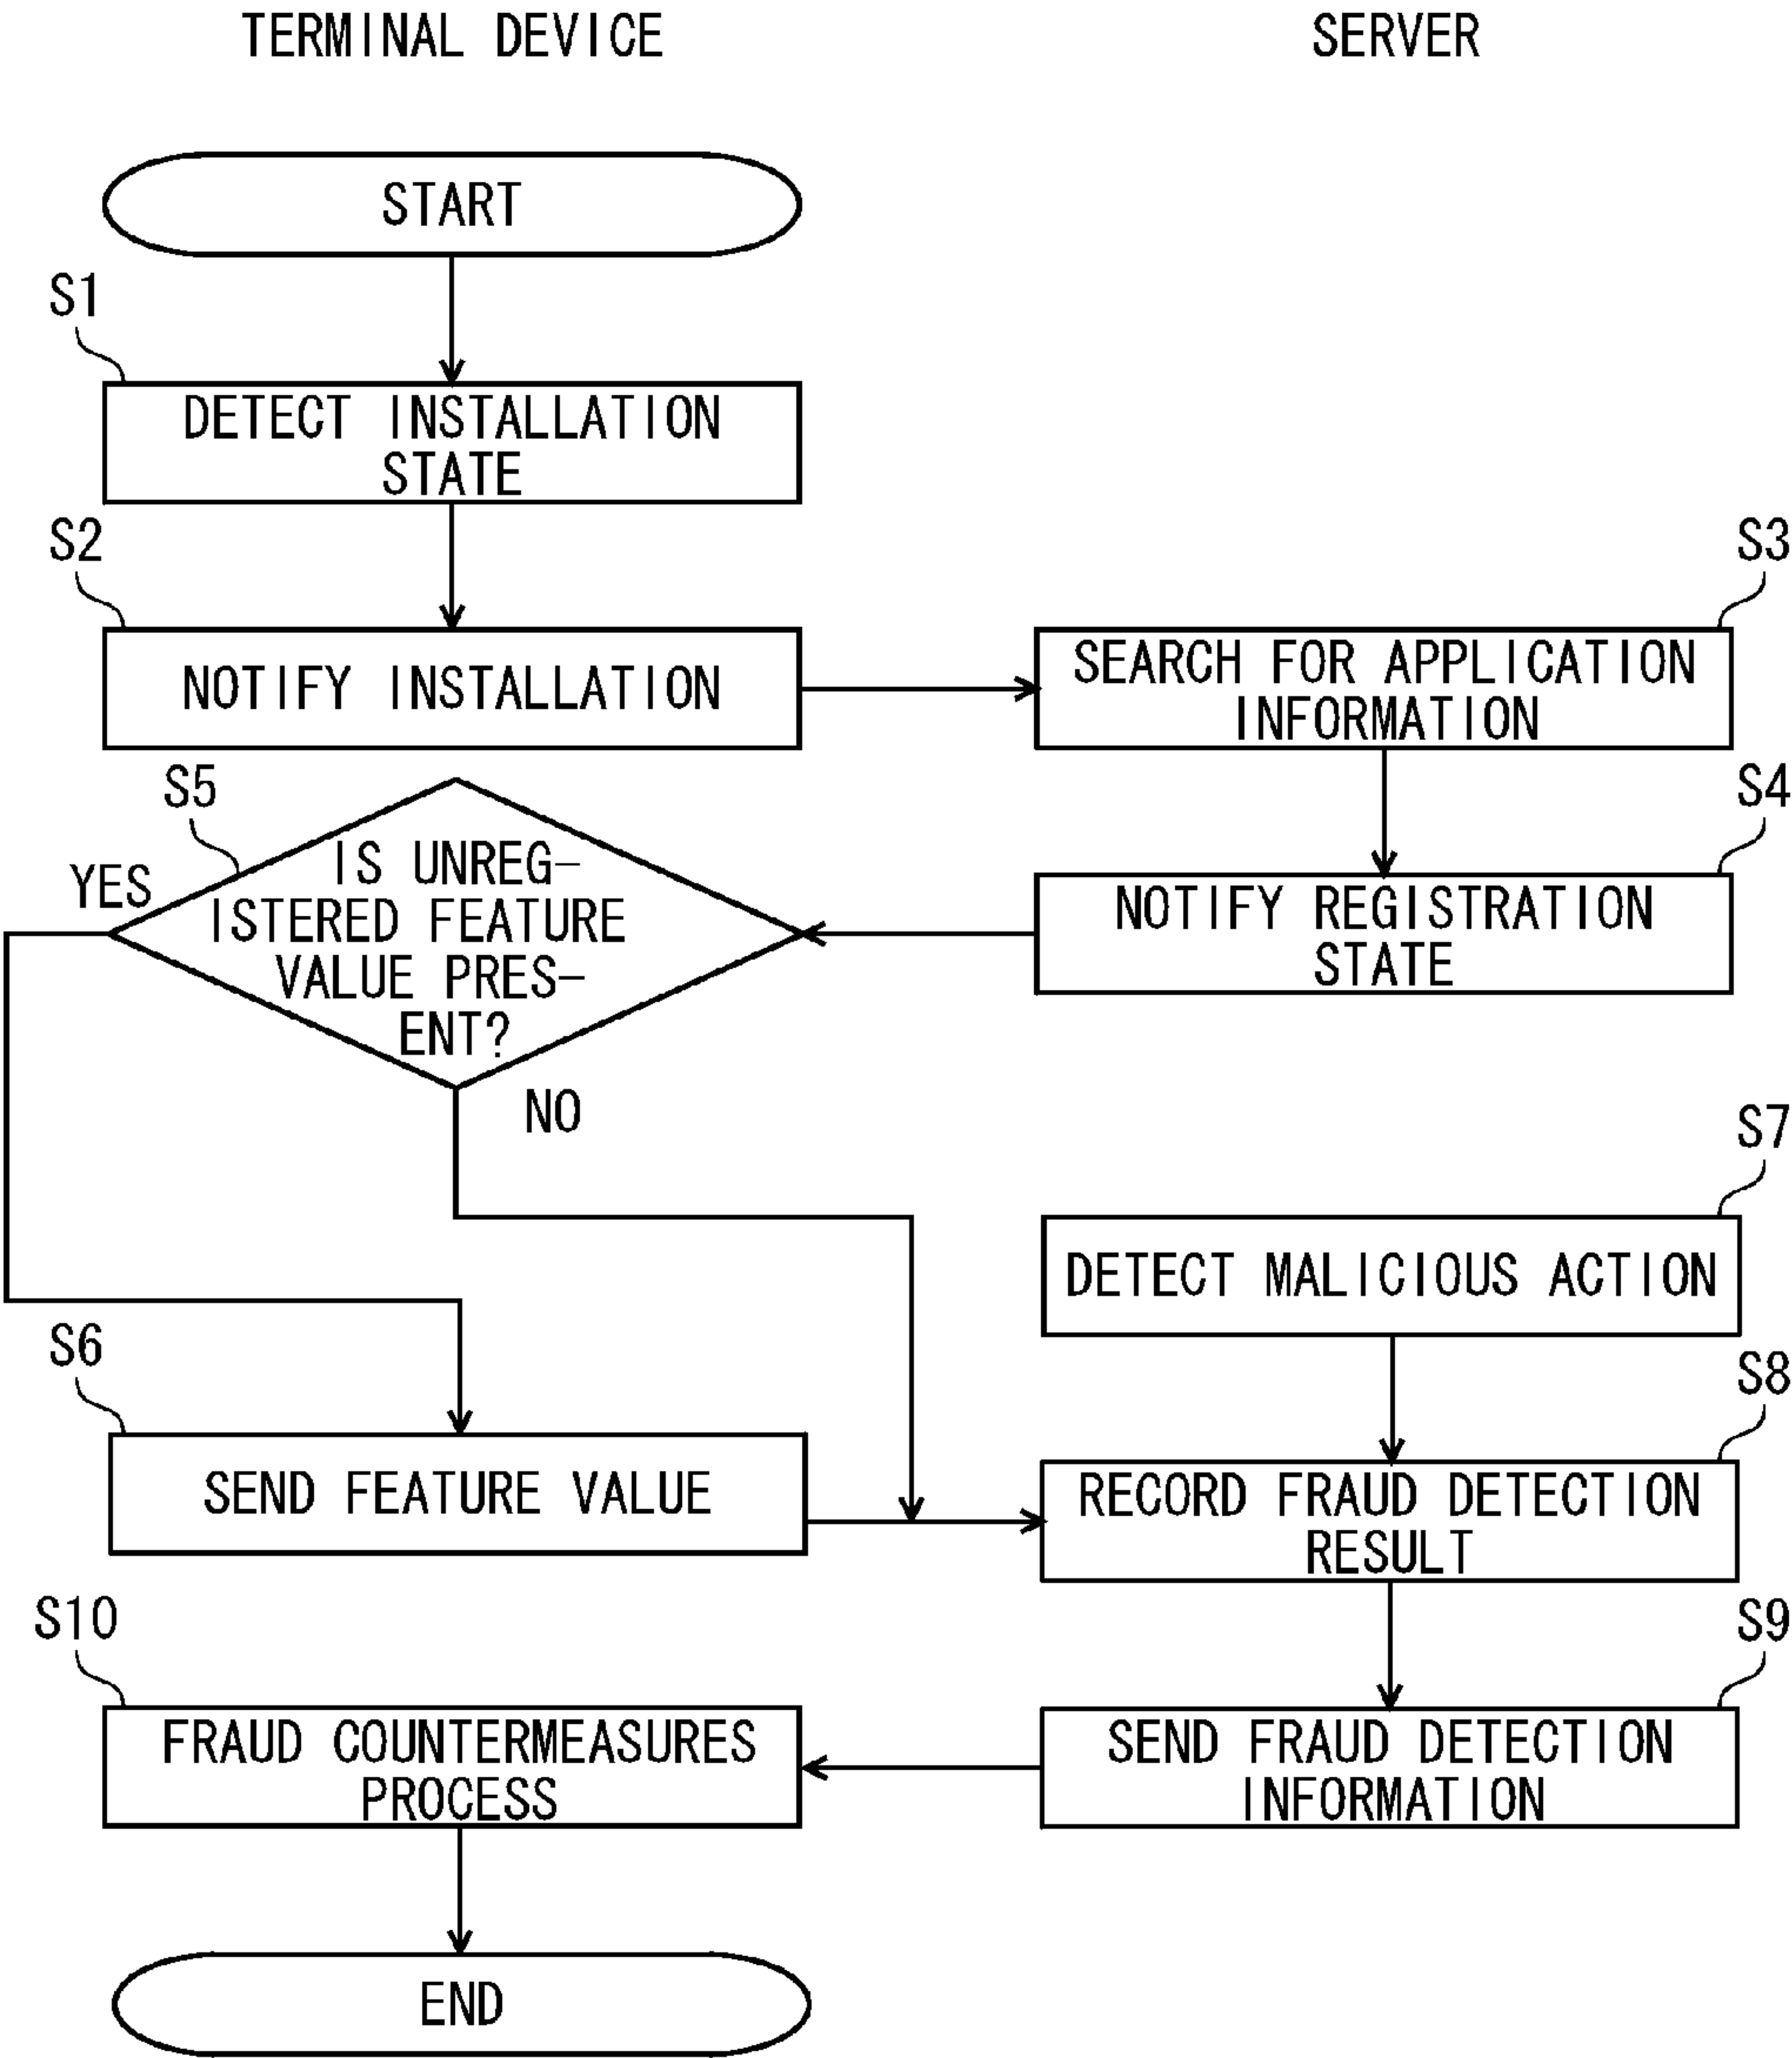 TERMINAL DEVICE
SERVER
START
S1
DETECT INSTALLATION
STATE
S2
NOTIFY INSTALLATION
S3
SEARCH FOR APPLICATION
INFORMATION
S4
NOTIFY REGISTRATION
STATE
S5
YES
IS UNREG-
ISTERED FEATURE
VALUE PRES-
ENT?
NO
S6
SEND FEATURE VALUE
S7
DETECT MALICIOUS ACTION
S8
RECORD FRAUD DETECTION
RESULT
S9
SEND FRAUD DETECTION
INFORMATION
S10
FRAUD COUNTERMEASURES
PROCESS
END